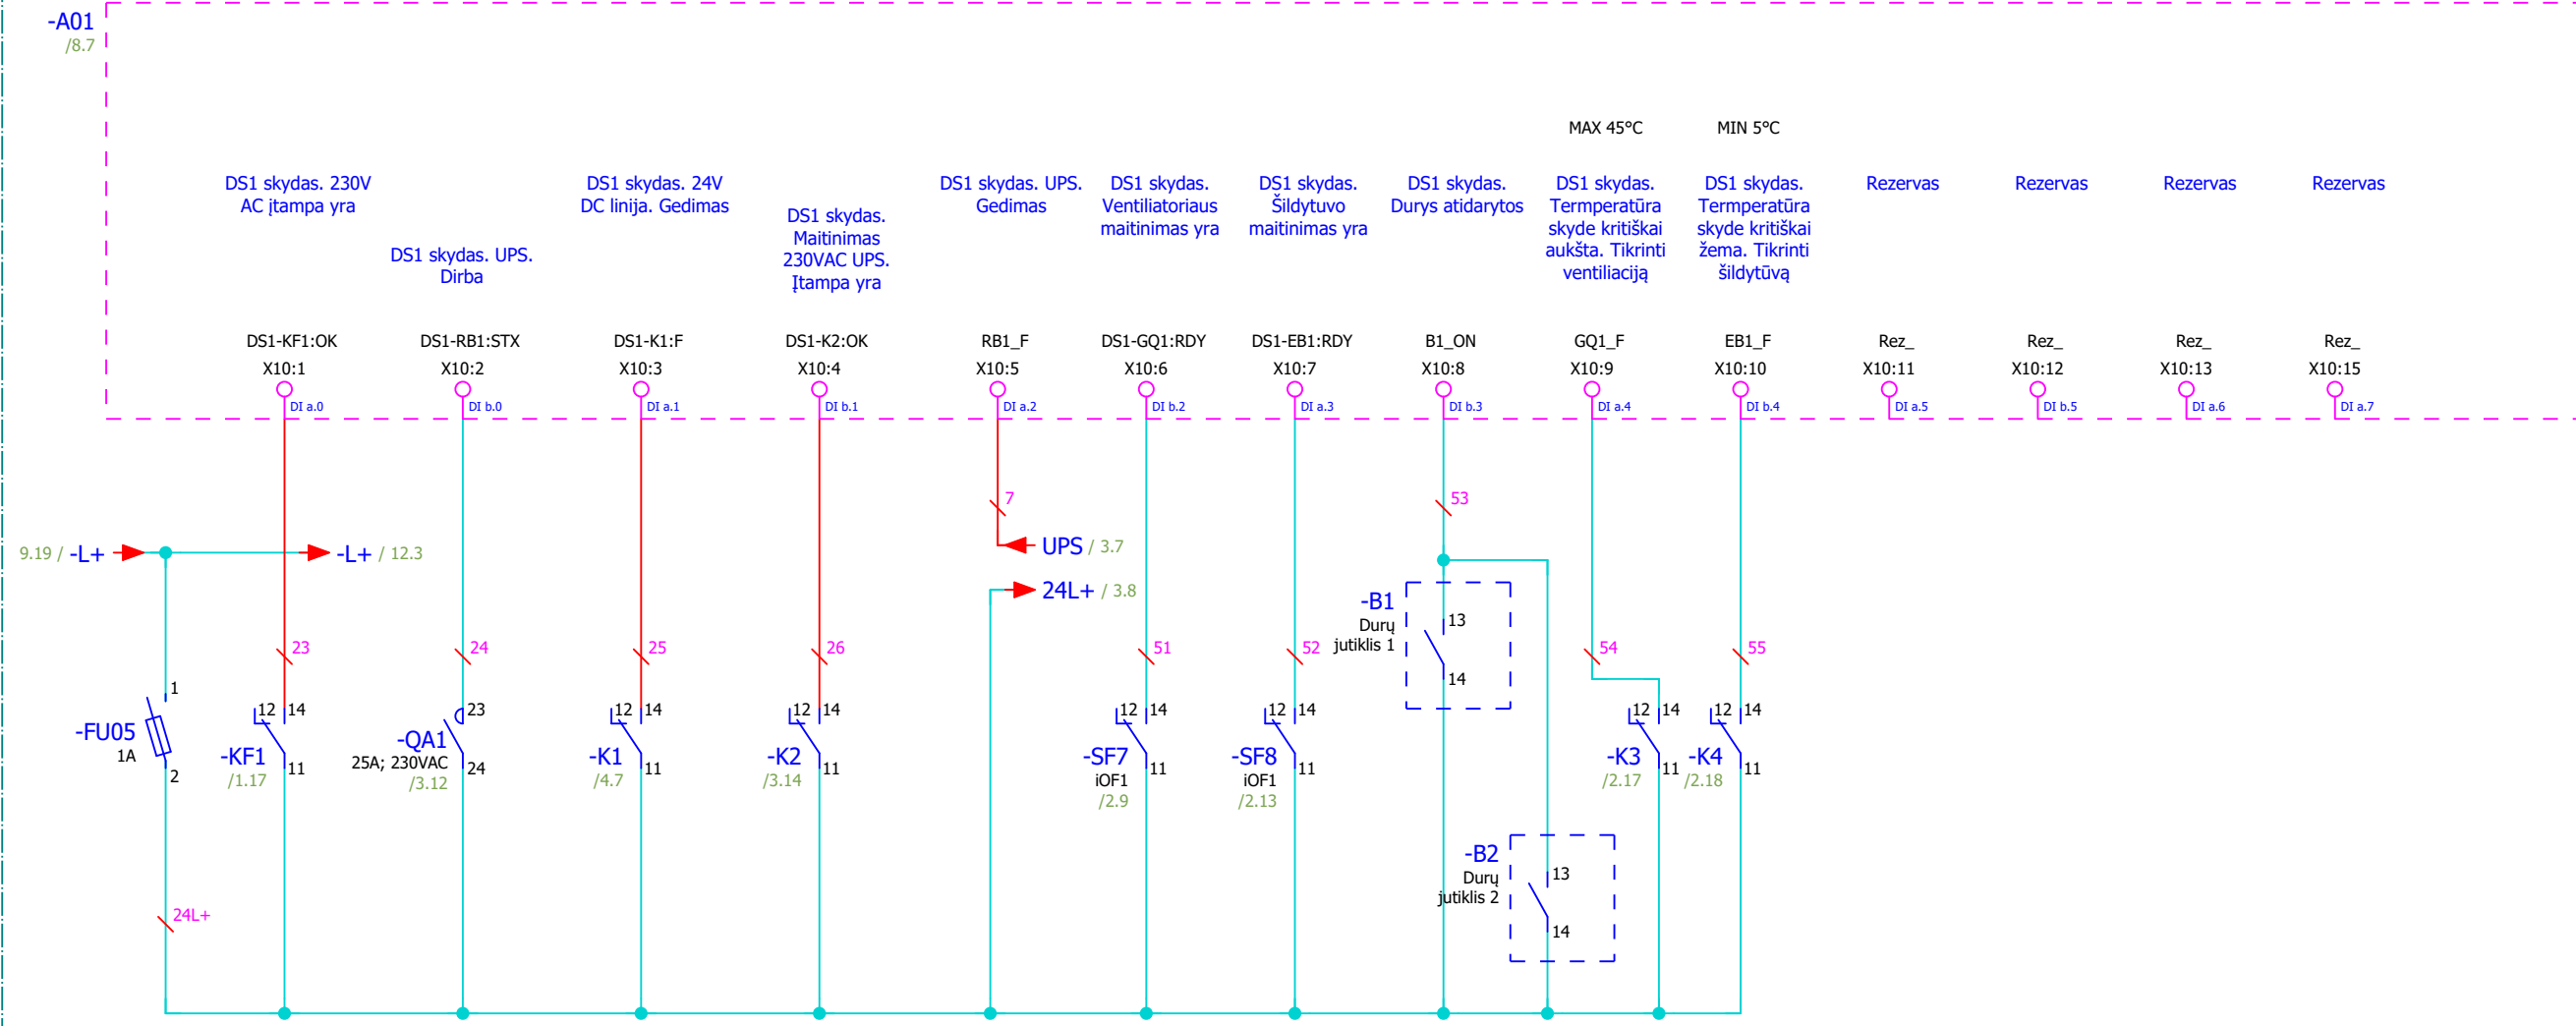 -A01
/8.7
MAX 45°C
MIN 5°C
DS1 skydas. 230V
AC įtampa yra
DS1 skydas. UPS.
Dirba
DS1 skydas. 24V
DC linija. Gedimas
DS1 skydas.
Maitinimas
230VAC UPS.
Įtampa yra
DS1 skydas. UPS.
Gedimas
DS1 skydas.
Ventiliatoriaus
maitinimas yra
DS1 skydas.
Šildytuvo
maitinimas yra
DS1 skydas.
Durys atidarytos
DS1 skydas.
Termperatūra
skyde kritiškai
aukšta. Tikrinti
ventiliaciją
DS1 skydas.
Termperatūra
skyde kritiškai
žema. Tikrinti
šildytūvą
Rezervas
Rezervas
Rezervas
Rezervas
DS1-KF1:OK
DS1-RB1:STX
DS1-K1:F
DS1-K2:OK
RB1_F
DS1-GQ1:RDY
DS1-EB1:RDY
B1_ON
GQ1_F
EB1_F
Rez_
Rez_
Rez_
Rez_
X10:1
X10:2
X10:3
X10:4
X10:5
X10:6
X10:7
X10:8
X10:9
X10:10
X10:11
X10:12
X10:13
X10:15
DI a.0
DI b.0
DI a.1
DI b.1
DI a.2
DI b.2
DI a.3
DI b.3
DI a.4
DI b.4
DI a.5
DI b.5
DI a.6
DI a.7
7
53
9.19 / -L+
-L+ / 12.3
UPS / 3.7
24L+ / 3.8
23
24
25
26
51
52
54
55
-B1
Durų
jutiklis 1
13
14
1
-FU05
1A
2
12 14
-KF1
11
/1.17
23
-QA1
25A; 230VAC
24
/3.12
12 14
-K1
11
/4.7
12 14
-K2
11
/3.14
12 14
-SF7
11
iOF1
/2.9
12 14
-SF8
11
iOF1
/2.13
12 14
-K3
11
/2.17
12 14
-K4
11
/2.18
-B2
Durų
jutiklis 2
13
14
24L+